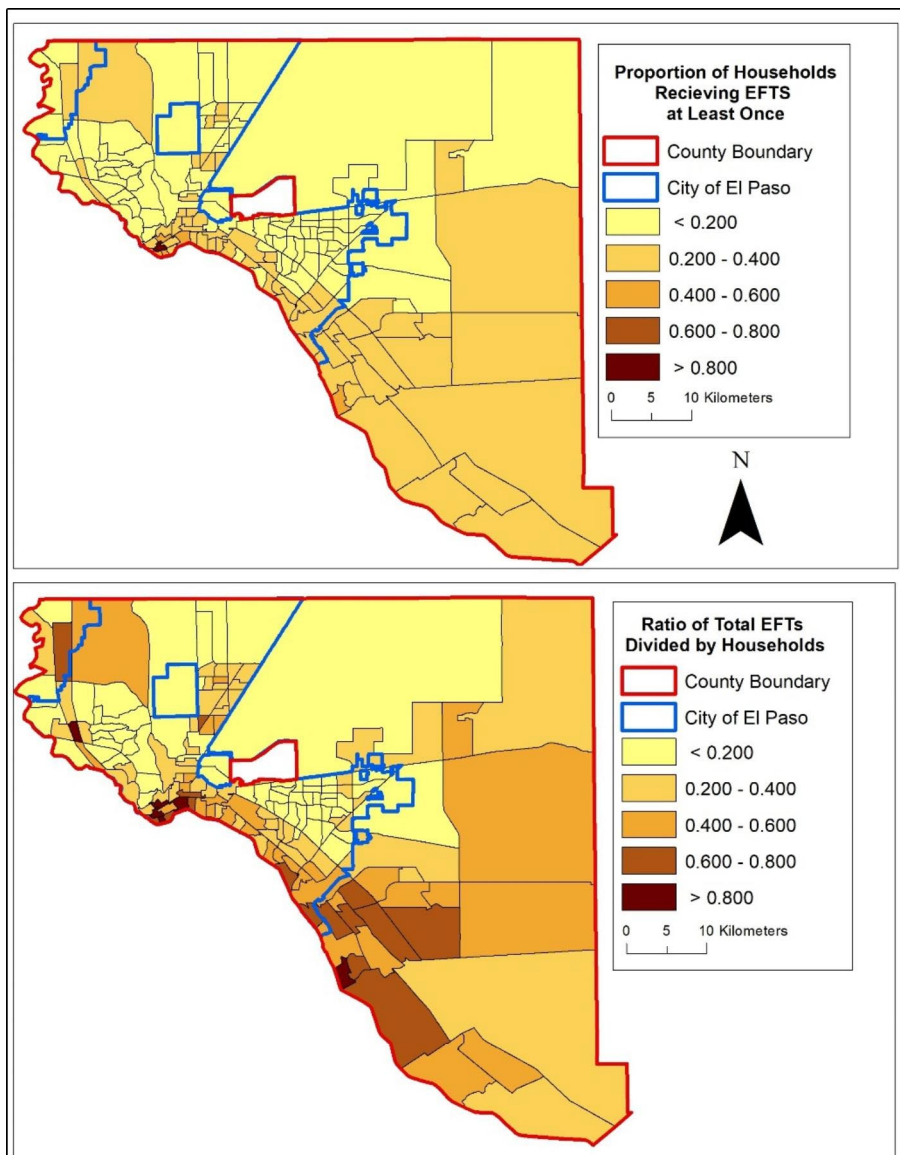 Proportion of Households
Recieving EFTS
at Least Once
County Boundary
City of El Paso
< 0.200
0.200 - 0.400
0.400 - 0.600
0.600 - 0.800
> 0.800
0 5 10 Kilometers
N
Ratio of Total EFTs
Divided by Households
County Boundary
City of El Paso
< 0.200
0.200 - 0.400
0.400 - 0.600
0.600 - 0.800
> 0.800
0 5 10 Kilometers